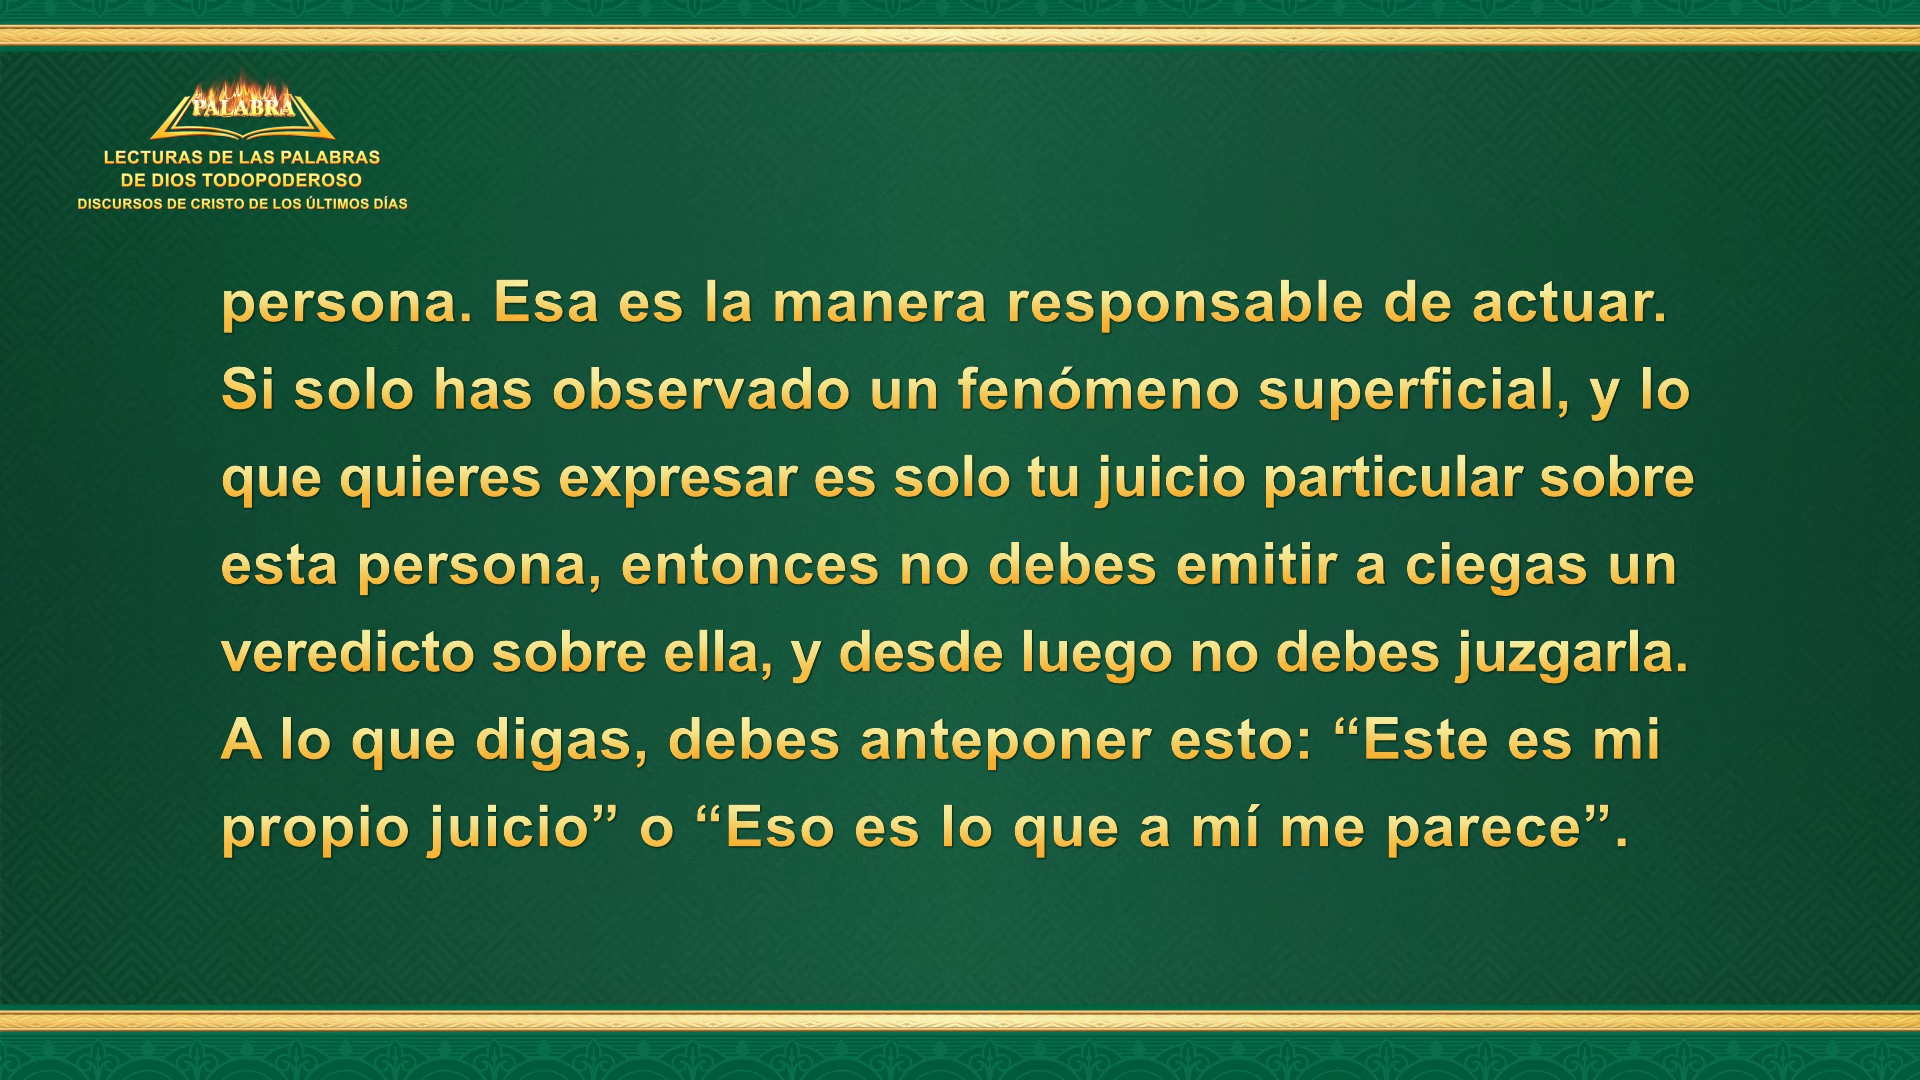 PALABRA
LECTURAS DE LAS PALABRAS
DE DIOS TODOPODEROSO
DISCURSOS DE CRISTO DE LOS ÚLTIMOS DÍAS
persona. Esa es la manera responsable de actuar.
Si solo has observado un fenómeno superficial, y lo
que quieres expresar es solo tu juicio particular sobre
esta persona, entonces no debes emitir a ciegas un
veredicto sobre ella, y desde luego no debes juzgarla.
A lo que digas, debes anteponer esto: “Este es mi
propio juicio” o “Eso es lo que a mí me parece”.